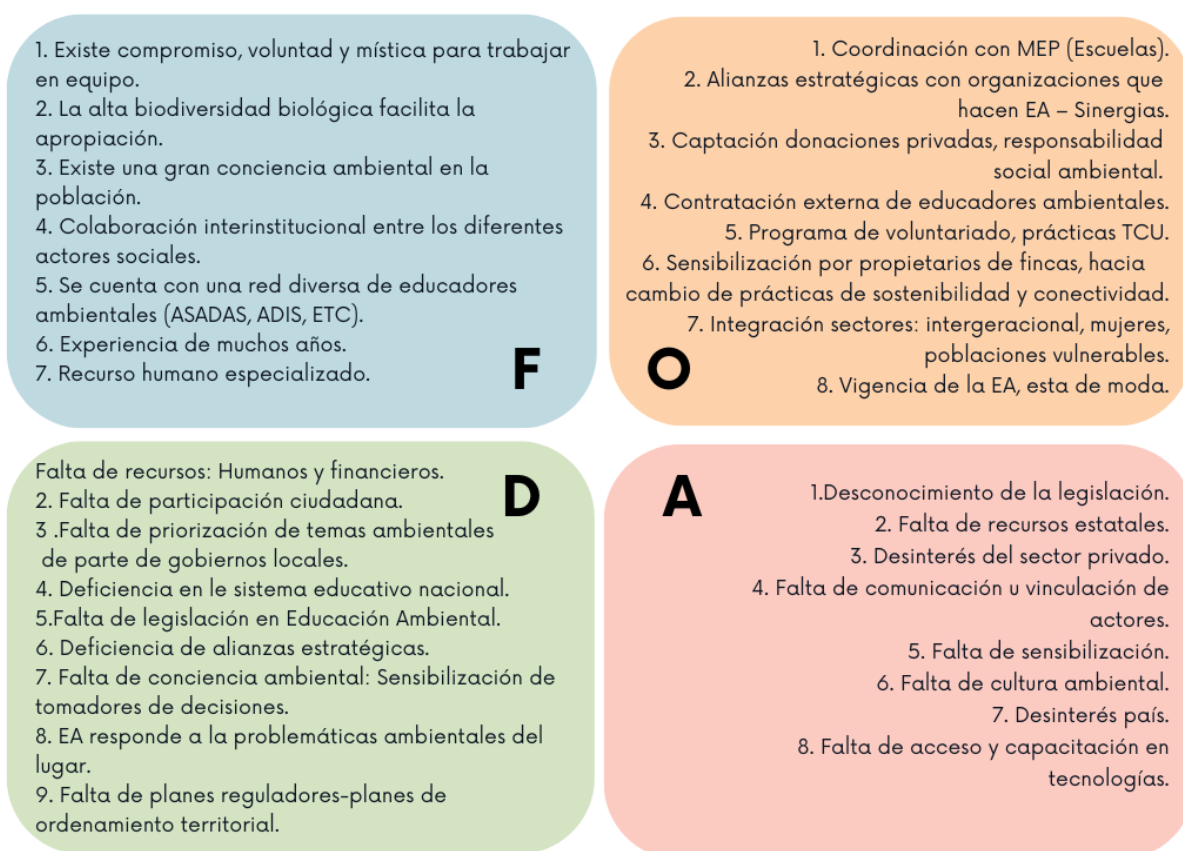 1. Existe compromiso, voluntad y mística para trabajar
en equipo.
2. La alta biodiversidad biológica facilita la
apropiación.
3. Existe una gran conciencia ambiental en la
población.
4. Colaboración interinstitucional entre los diferentes
actores sociales.
5. Se cuenta con una red diversa de educadores
ambientales (ASADAS, ADIS, ETC).
6. Experiencia de muchos años.
7. Recurso humano especializado.
F
1. Coordinación con MEP (Escuelas).
2. Alianzas estratégicas con organizaciones que
hacen EA – Sinergias.
3. Captación donaciones privadas, responsabilidad
social ambiental.
4. Contratación externa de educadores ambientales.
5. Programa de voluntariado, prácticas TCU.
6. Sensibilización por propietarios de fincas, hacia
cambio de prácticas de sostenibilidad y conectividad.
7. Integración sectores: intergeracional, mujeres,
poblaciones vulnerables.
8. Vigencia de la EA, esta de moda.
O
Falta de recursos: Humanos y financieros.
2. Falta de participación ciudadana.
3 .Falta de priorización de temas ambientales
de parte de gobiernos locales.
4. Deficiencia en le sistema educativo nacional.
5.Falta de legislación en Educación Ambiental.
6. Deficiencia de alianzas estratégicas.
7. Falta de conciencia ambiental: Sensibilización de
tomadores de decisiones.
8. EA responde a la problemáticas ambientales del
lugar.
9. Falta de planes reguladores-planes de
ordenamiento territorial.
D
A
1.Desconocimiento de la legislación.
2. Falta de recursos estatales.
3. Desinterés del sector privado.
4. Falta de comunicación u vinculación de
actores.
5. Falta de sensibilización.
6. Falta de cultura ambiental.
7. Desinterés país.
8. Falta de acceso y capacitación en
tecnologías.